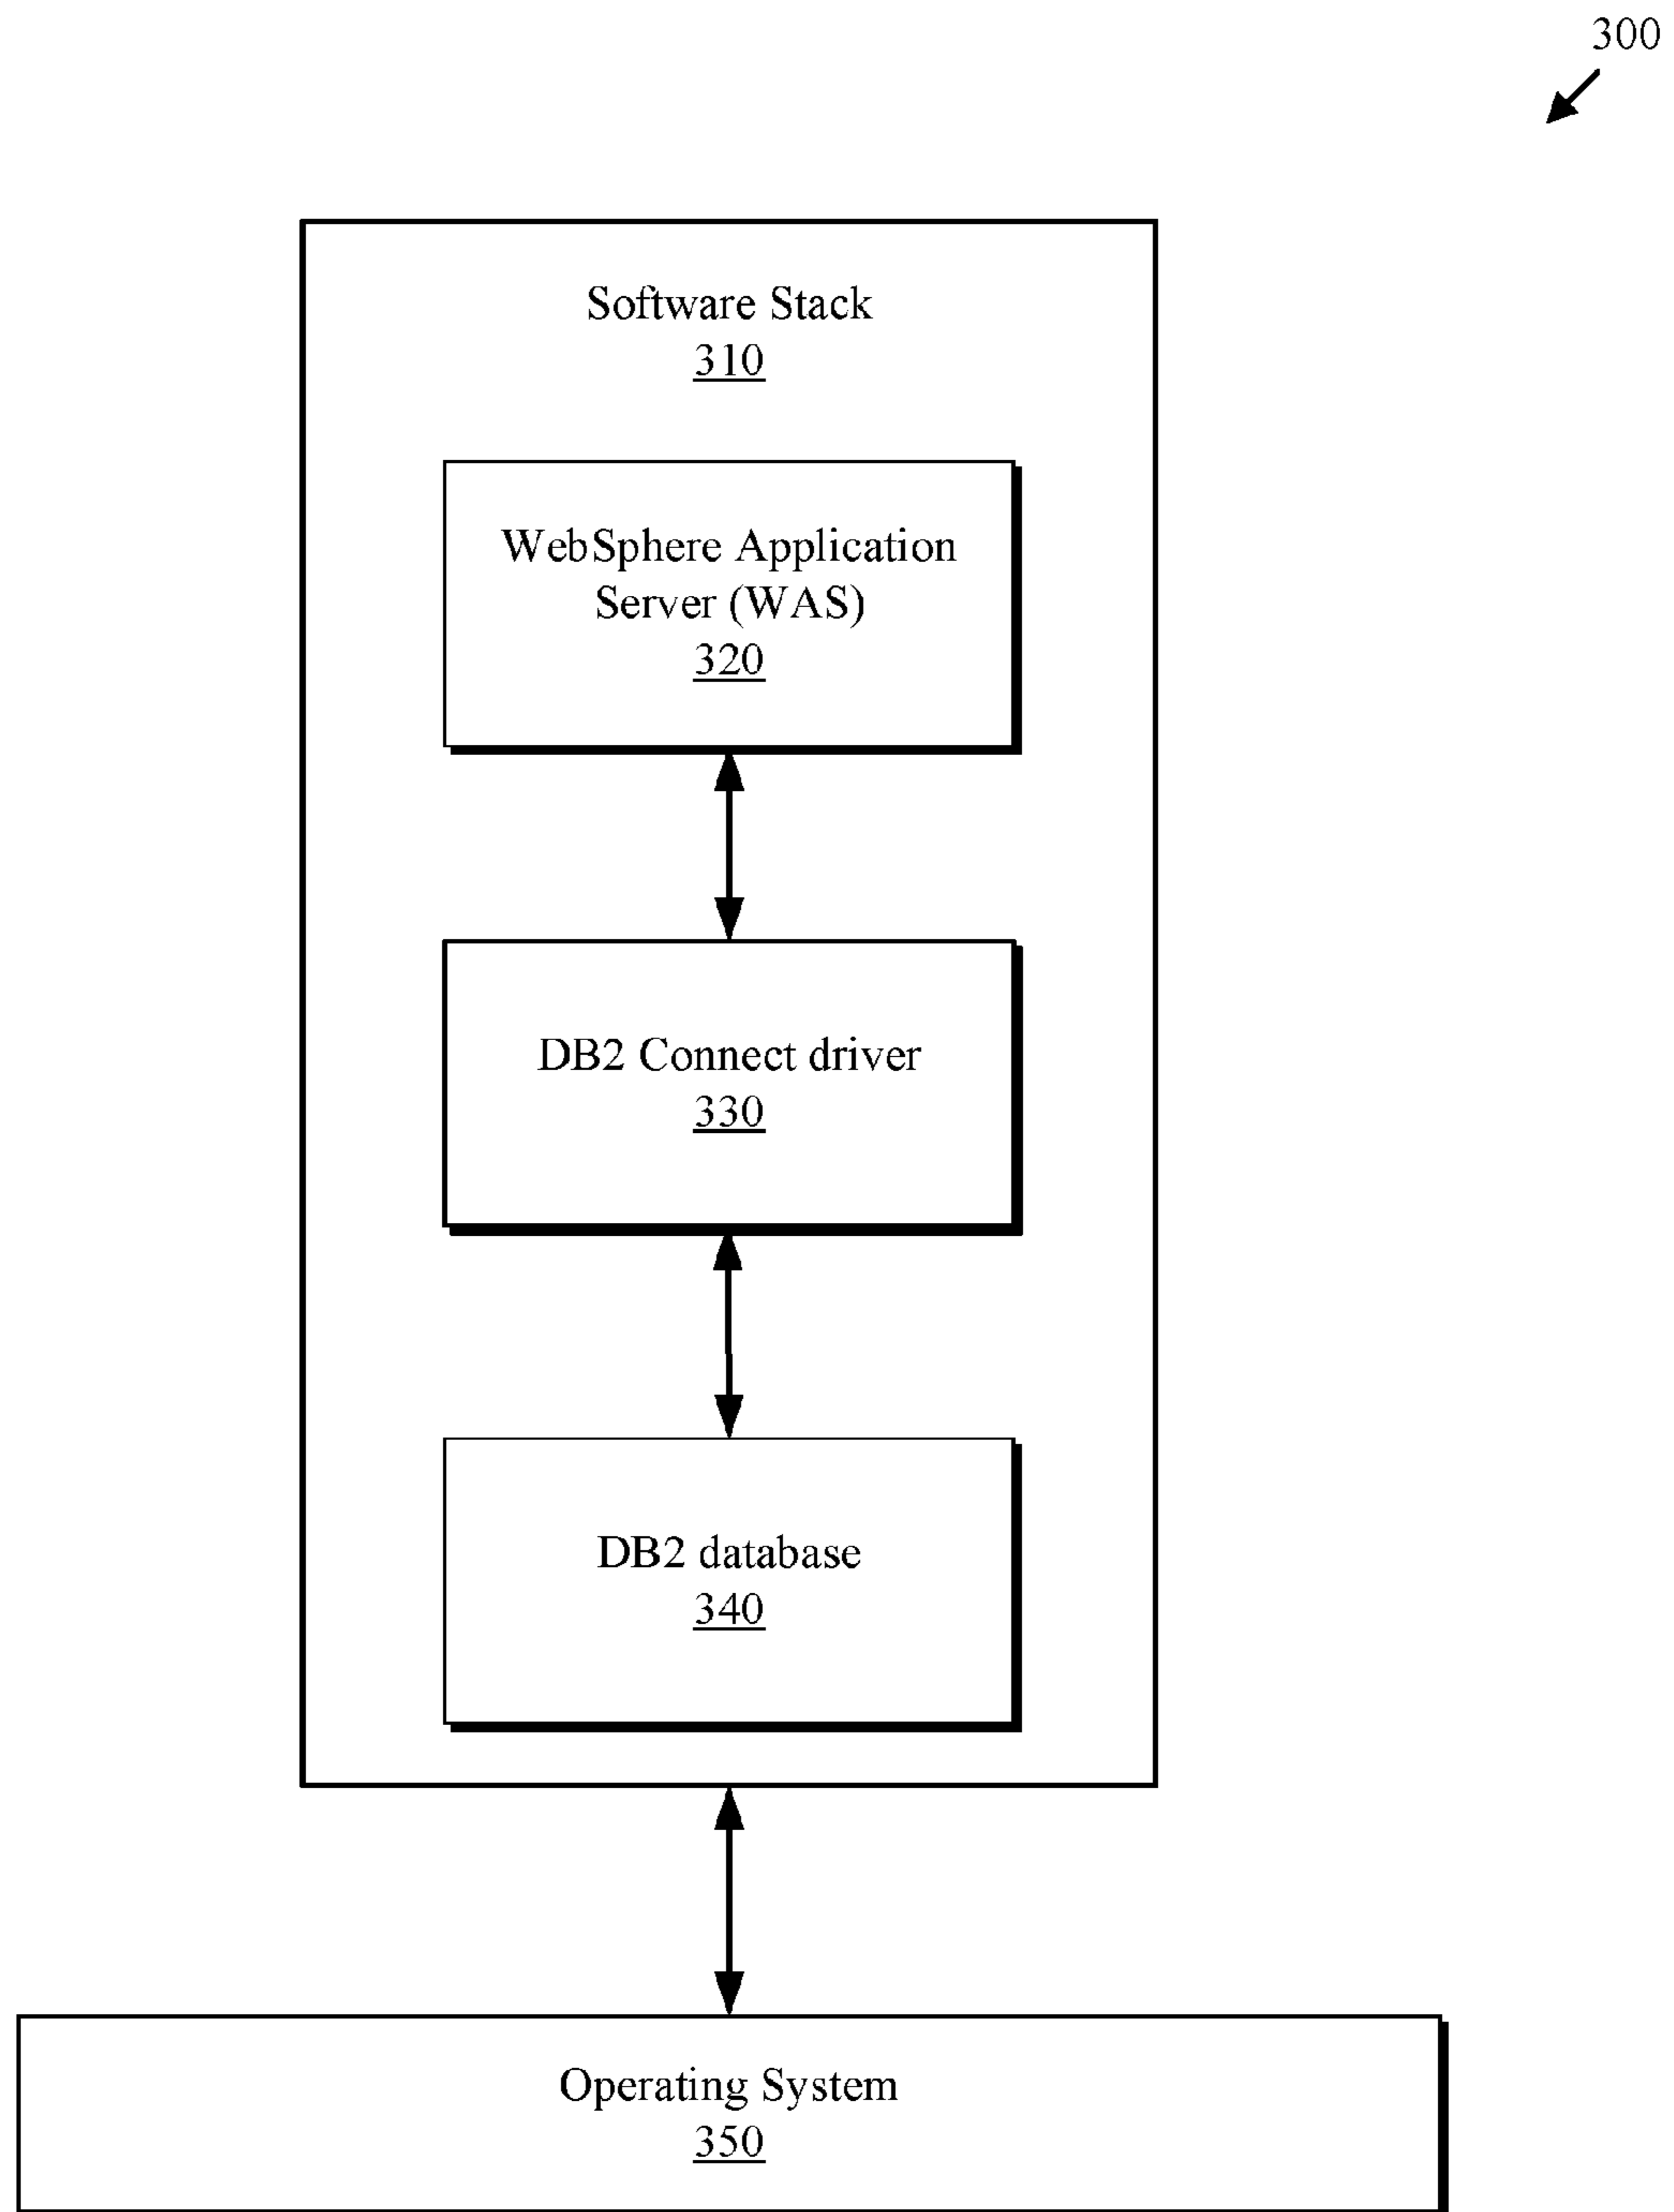 300
Software Stack
310
WebSphere Application
Server (WAS)
320
DB2 Connect driver
330
DB2 database
340
Operating System
350